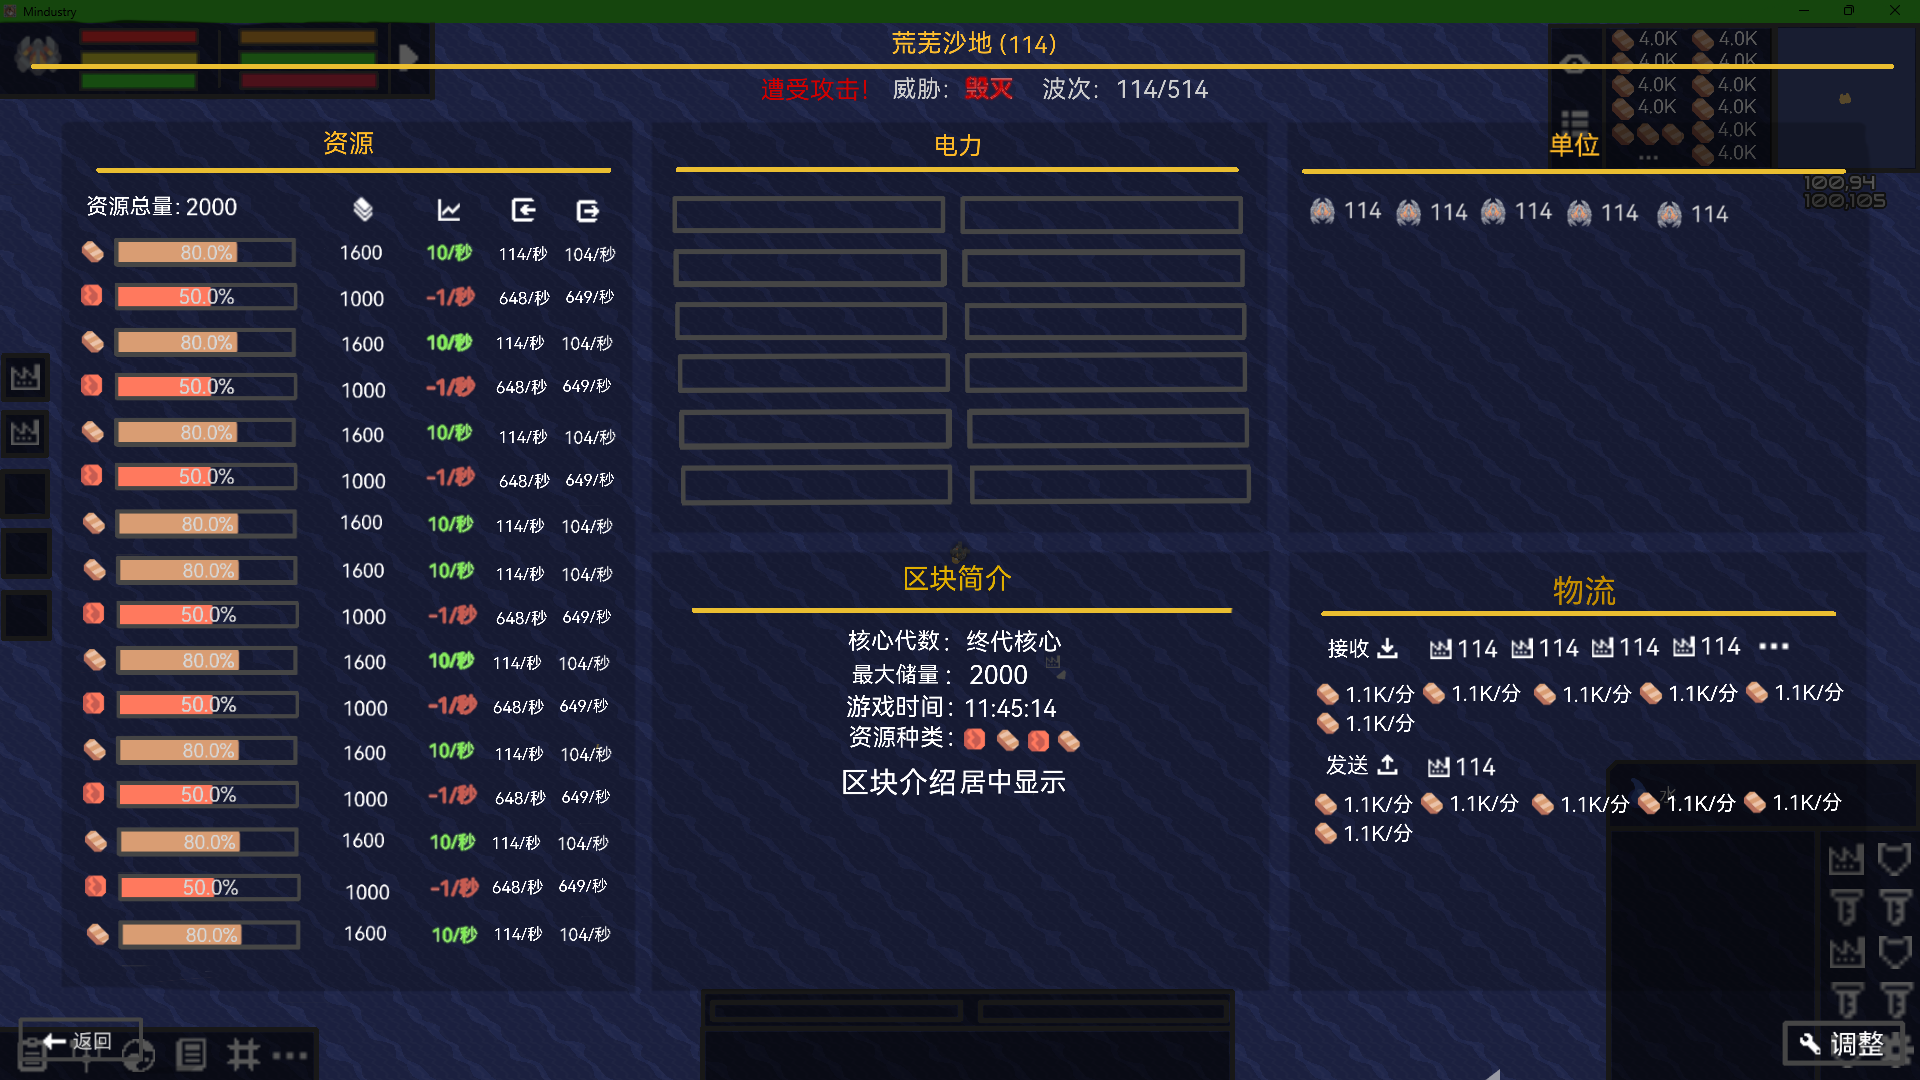 Mindustry
荒芜沙地(114)
遭受攻击! 威胁: 毁灭 波次: 114/514
4.0K 4.0K
4.0K 4.0K
4.0K 4.0K
4.0K 4.0K
4.0K
... 4.0K
100,94
100,105
资源
资源总量: 2000
80.0% 1600 10/秒 114/秒 104/秒
50.0% 1000 -1/秒 648/秒 649/秒
80.0% 1600 10/秒 114/秒 104/秒
50.0% 1000 -1/秒 648/秒 649/秒
80.0% 1600 10/秒 114/秒 104/秒
50.0% 1000 -1/秒 648/秒 649/秒
80.0% 1600 10/秒 114/秒 104/秒
80.0% 1600 10/秒 114/秒 104/秒
50.0% 1000 -1/秒 648/秒 649/秒
80.0% 1600 10/秒 114/秒 104/秒
50.0% 1000 -1/秒 648/秒 649/秒
80.0% 1600 10/秒 114/秒 104/秒
50.0% 1000 -1/秒 648/秒 649/秒
80.0% 1600 10/秒 114/秒 104/秒
50.0% 1000 -1/秒 648/秒 649/秒
80.0% 1600 10/秒 114/秒 104/秒
电力
单位
114 114 114 114 114
区块简介
核心代数: 终代核心
最大储量: 2000
游戏时间: 11:45:14
资源种类:
区块介绍居中显示
物流
接收 114 114 114 114 ...
1.1K/分 1.1K/分 1.1K/分 1.1K/分 1.1K/分
1.1K/分
发送 114
1.1K/分 1.1K/分 1.1K/分 1.1K/分 1.1K/分
1.1K/分
水
返回
调整